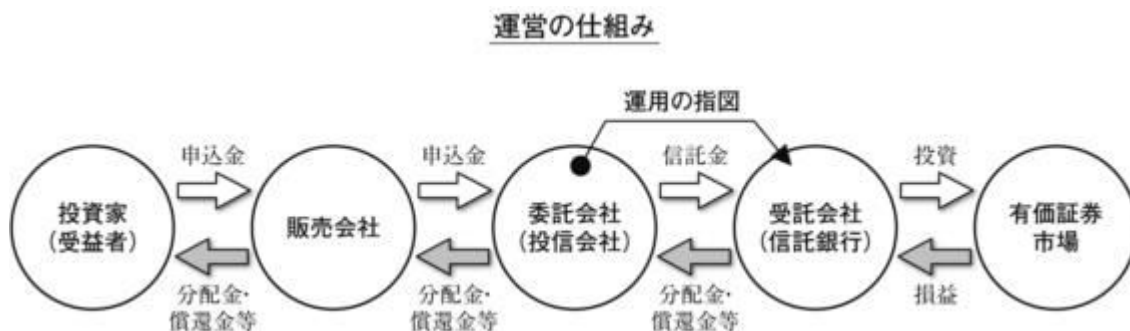 運営の仕組み
運用の指図
申込金
申込金
信託金
投資
投資家
（受益者）
販売会社
委託会社
（投信会社）
受託会社
（信託銀行）
有価証券
市場
分配金・
償還金等
分配金・
償還金等
分配金・
償還金等
損益